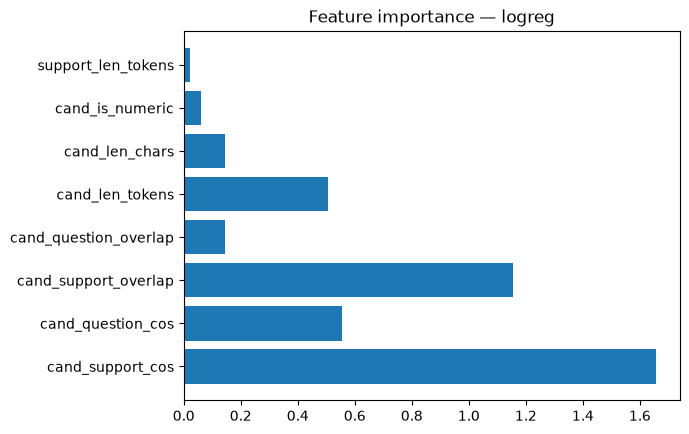 Feature importance — logreg
support_len_tokens
cand_is_numeric
cand_len_chars
cand_len_tokens
cand_question_overlap
cand_support_overlap
cand_question_cos
cand_support_cos
0.0 0.2 0.4 0.6 0.8 1.0 1.2 1.4 1.6